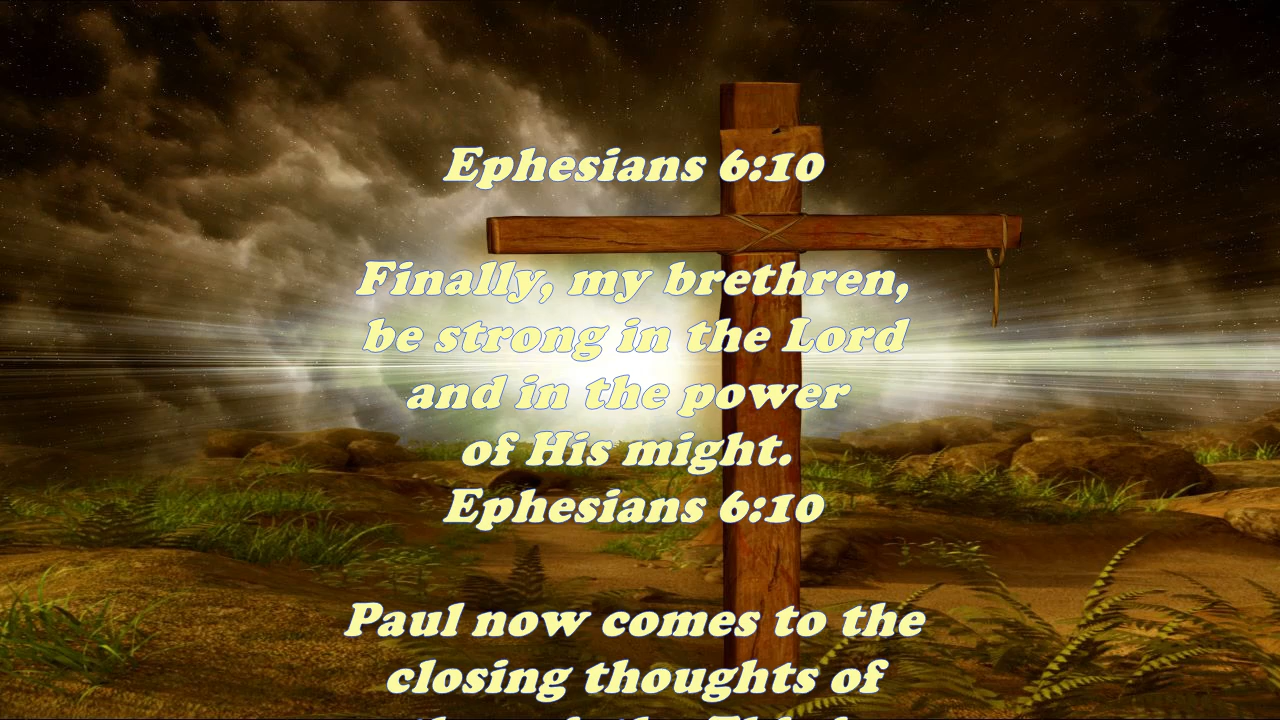 Ephesians 6:10
Finally, my brethren,
be strong in the Lord
and in the power
of His might.
Ephesians 6:10
Paul now comes to the
closing thoughts of